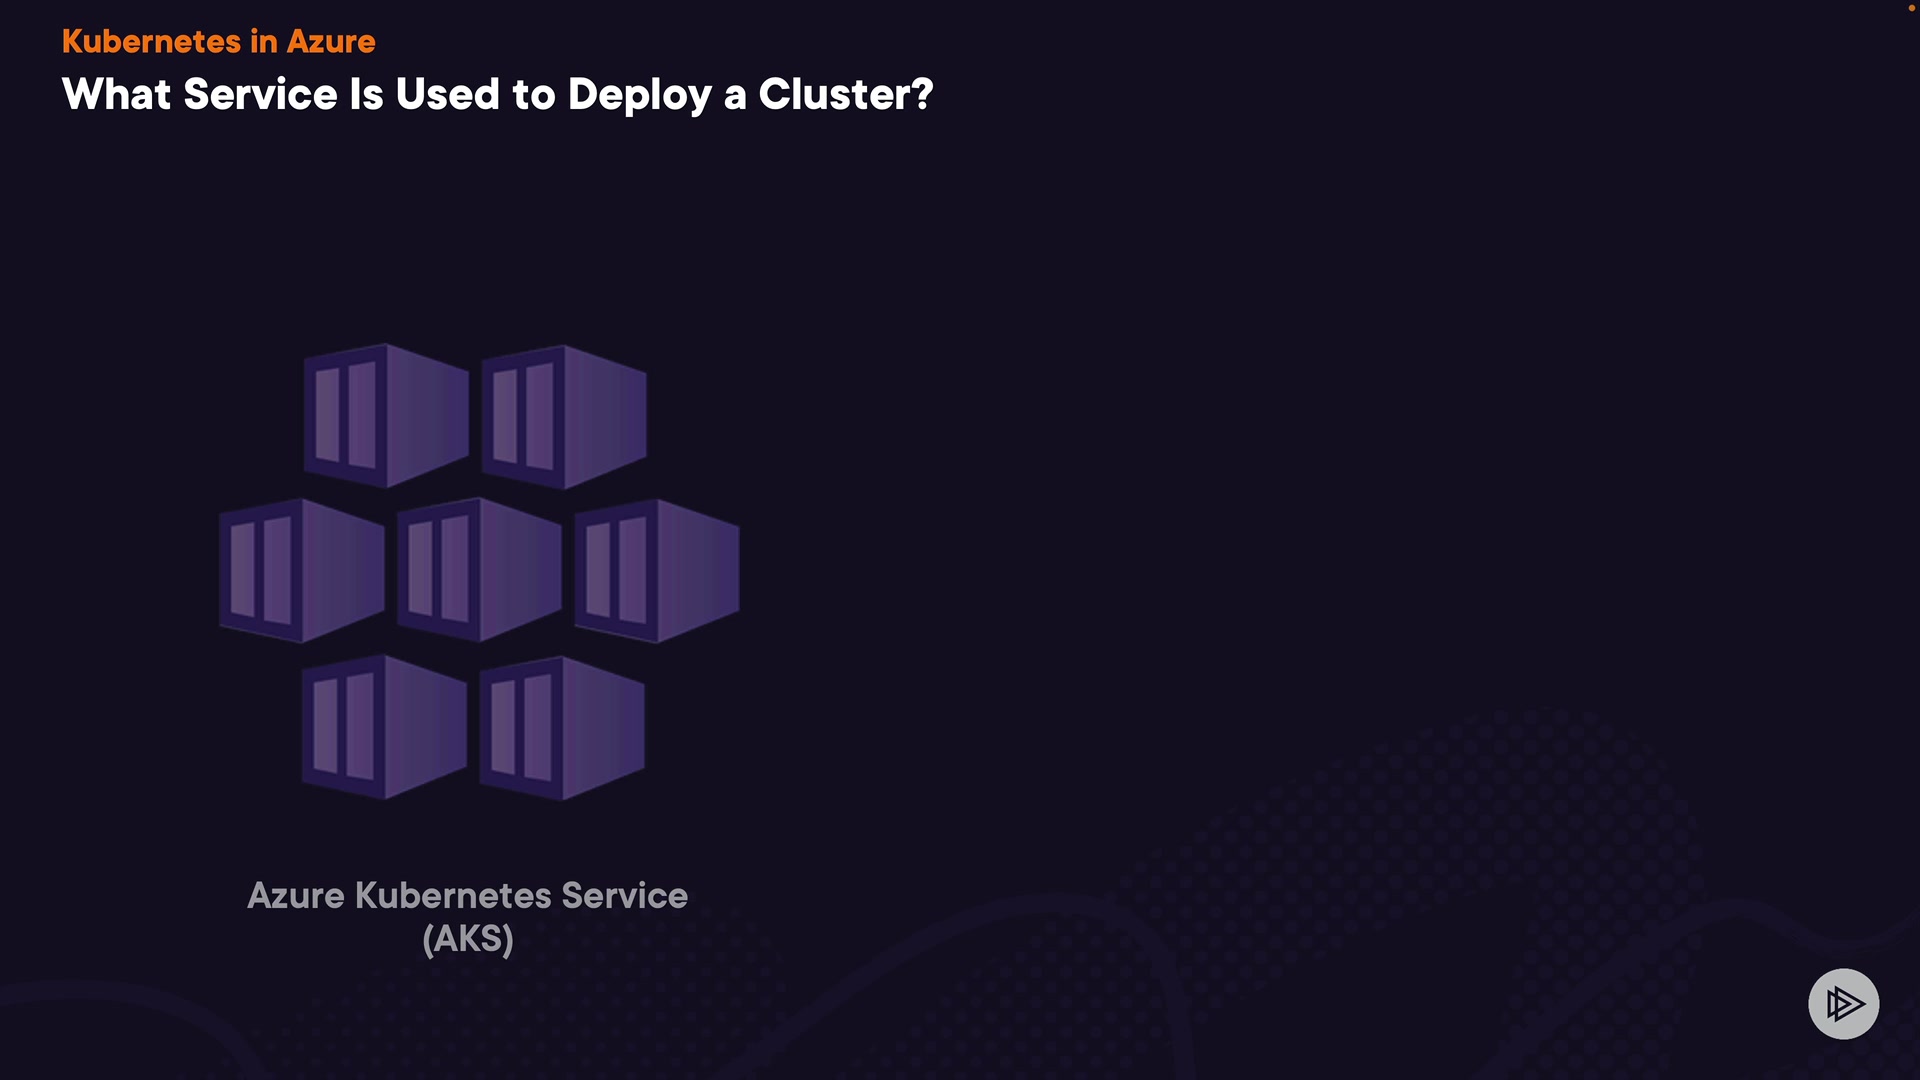 Kubernetes in Azure
What Service Is Used to Deploy a Cluster?
Azure Kubernetes Service
(AKS)